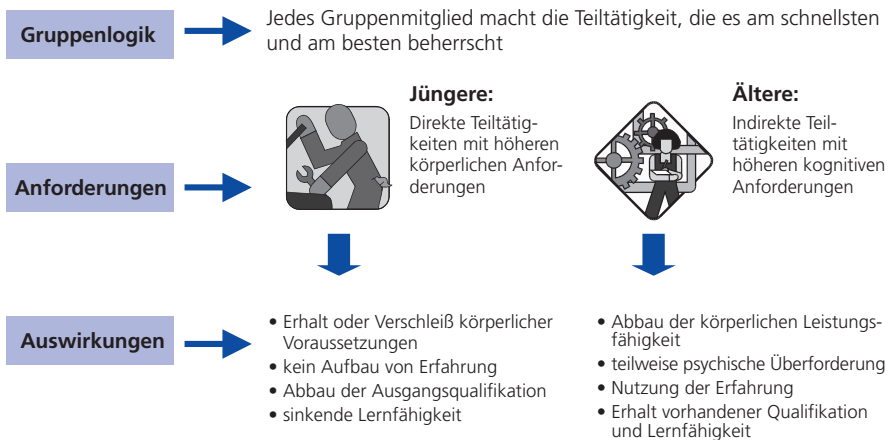 Gruppenlogik
Jedes Gruppenmitglied macht die Teiltätigkeit, die es am schnellsten
und am besten beherrscht
Anforderungen
Jüngere:
Direkte Teiltätig-
keiten mit höheren
körperlichen Anfor-
derungen
Ältere:
Indirekte Teil-
tätigkeiten mit
höheren kognitiven
Anforderungen
Auswirkungen
• Erhalt oder Verschleiß körperlicher
Voraussetzungen
• kein Aufbau von Erfahrung
• Abbau der Ausgangsqualifikation
• sinkende Lernfähigkeit
• Abbau der körperlichen Leistungs-
fähigkeit
• teilweise psychische Überforderung
• Nutzung der Erfahrung
• Erhalt vorhandener Qualifikation
und Lernfähigkeit